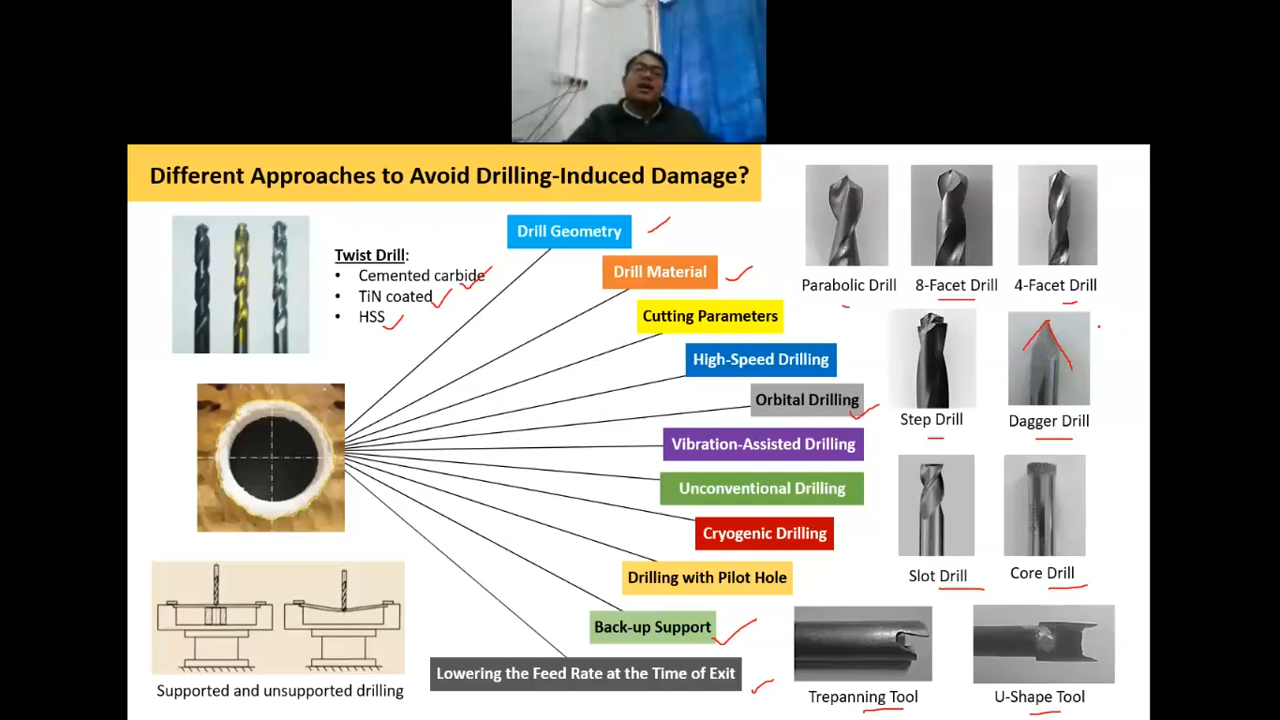 Different Approaches to Avoid Drilling-Induced Damage?
Twist Drill:
• Cemented carbide
• TiN coated
• HSS
Drill Geometry
Drill Material
Cutting Parameters
High-Speed Drilling
Orbital Drilling
Vibration-Assisted Drilling
Unconventional Drilling
Cryogenic Drilling
Drilling with Pilot Hole
Back-up Support
Lowering the Feed Rate at the Time of Exit
Supported and unsupported drilling
Parabolic Drill
8-Facet Drill
4-Facet Drill
Step Drill
Dagger Drill
Slot Drill
Core Drill
Trepanning Tool
U-Shape Tool